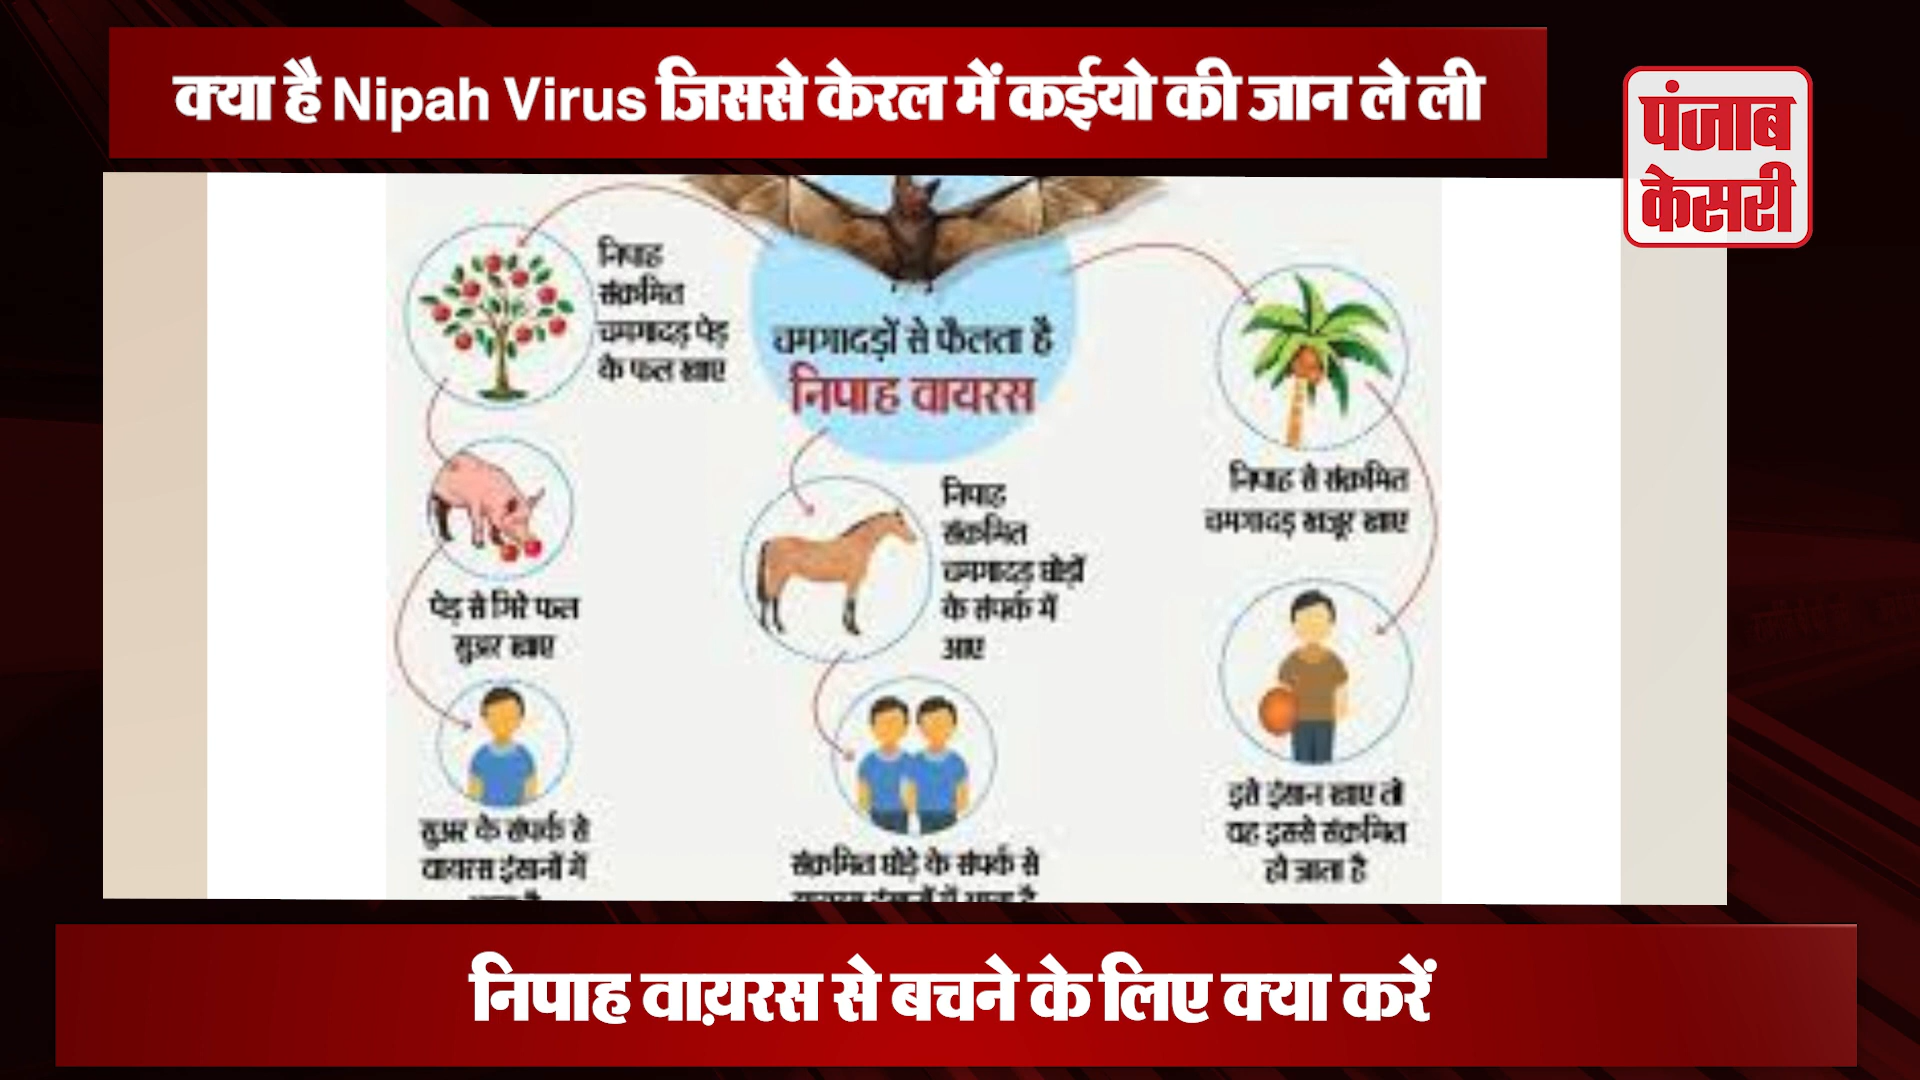 क्या है Nipah Virus जिससे केरल में कईयो की जान ले ली
पंजाब
केसरी
निपाह
संक्रमित
चमगादड़ पेड़
के फल खाए
चमगादड़ों से फैलता है
निपाह वायरस
निपाह से संक्रमित
चमगादड़ खजूर खाए
निपाह
संक्रमित
चमगादड़ घोड़ों
के संपर्क में
आए
पेड़ से गिरे फल
सुअर खाए
इसे इंसान खाए तो
वह इससे संक्रमित
हो जाता है
सुअर के संपर्क से
वायरस इंसानों में
संक्रमित घोड़े के संपर्क से
निपाह वाय़रस से बचने के लिए क्या करें